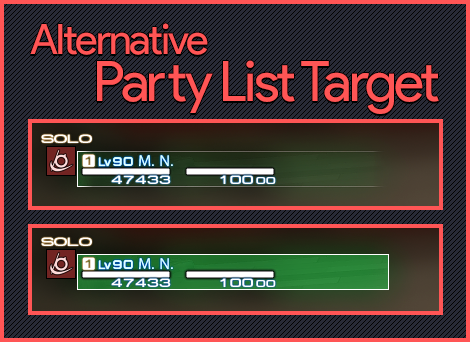 Alternative
Party List Target
SOLO
1 Lv90 M. N.
47433 10000
SOLO
1 Lv90 M. N.
47433 10000